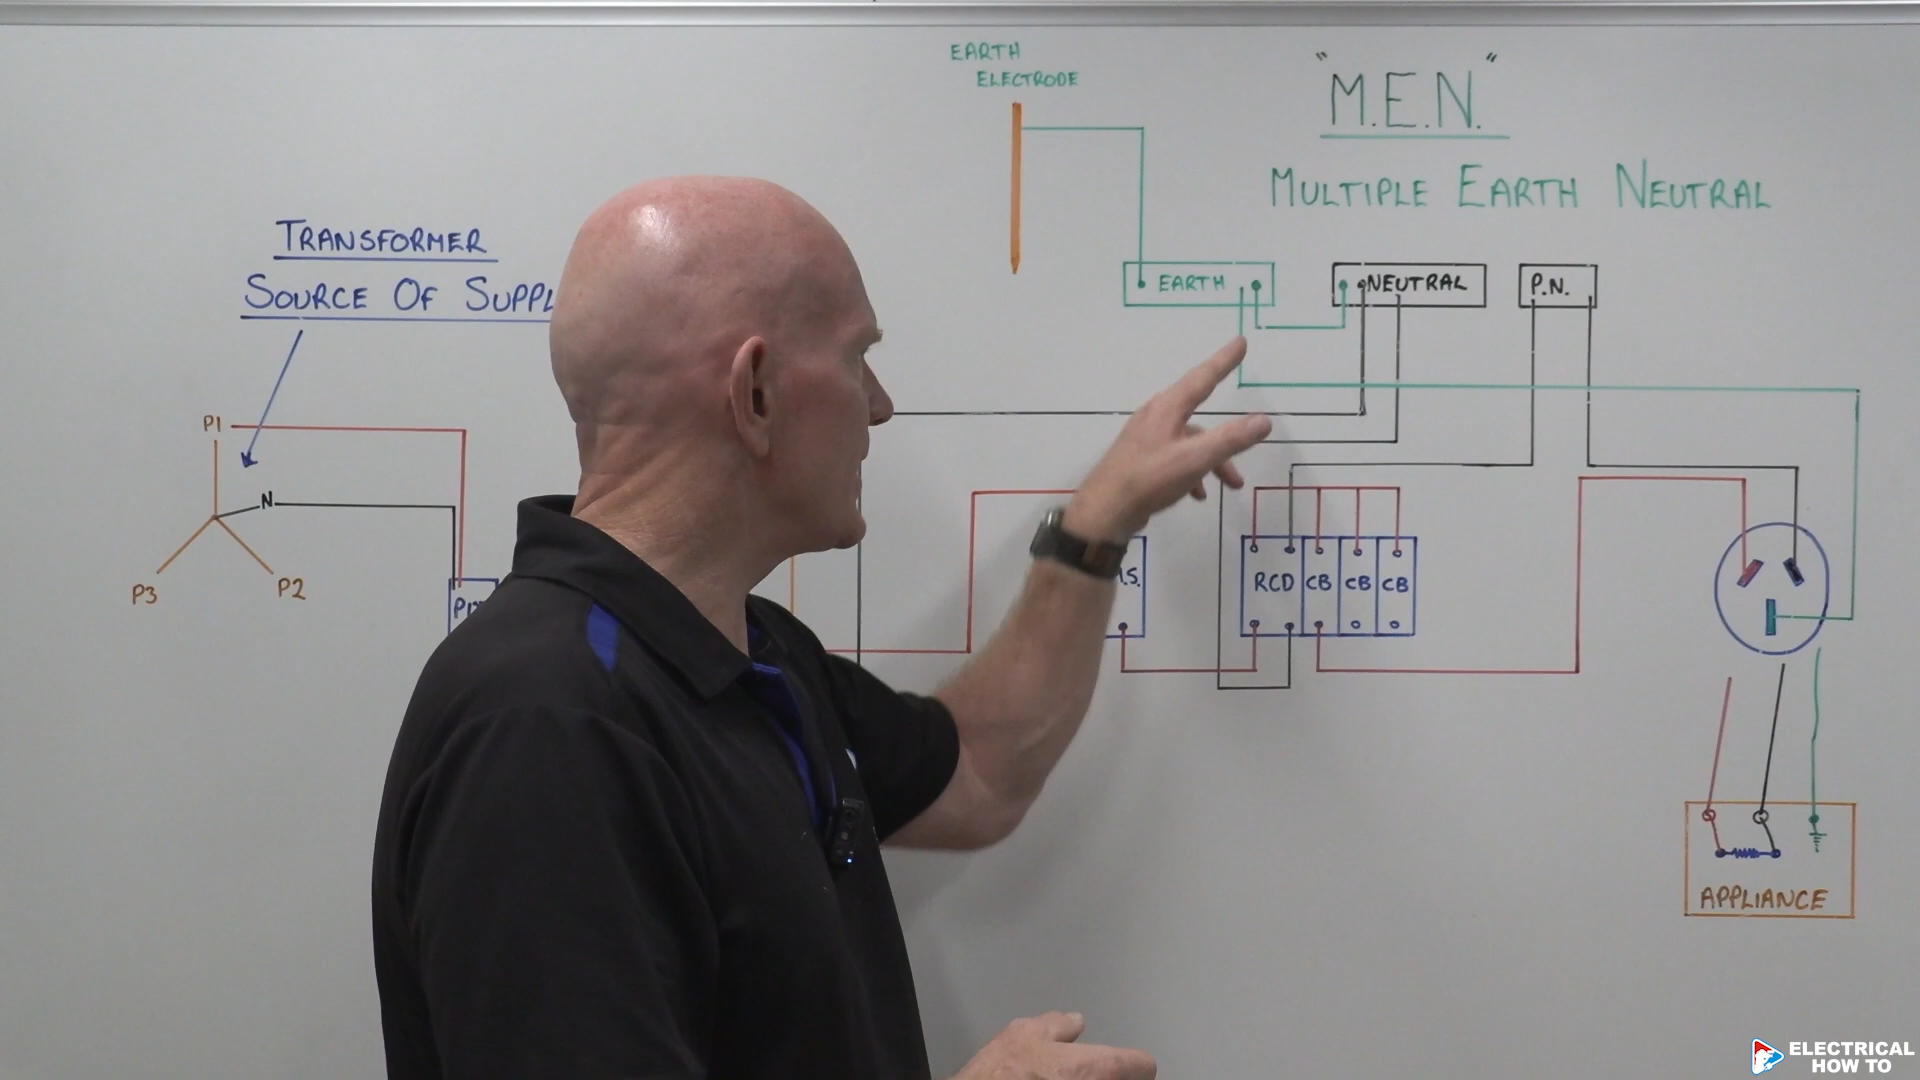 EARTH
ELECTRODE
"M.E.N."
MULTIPLE EARTH NEUTRAL
TRANSFORMER
SOURCE OF SUPPL
EARTH
NEUTRAL
P.N.
P1
N
P3
P2
.S.
RCD
CB
CB
CB
APPLIANCE
ELECTRICAL
HOW TO